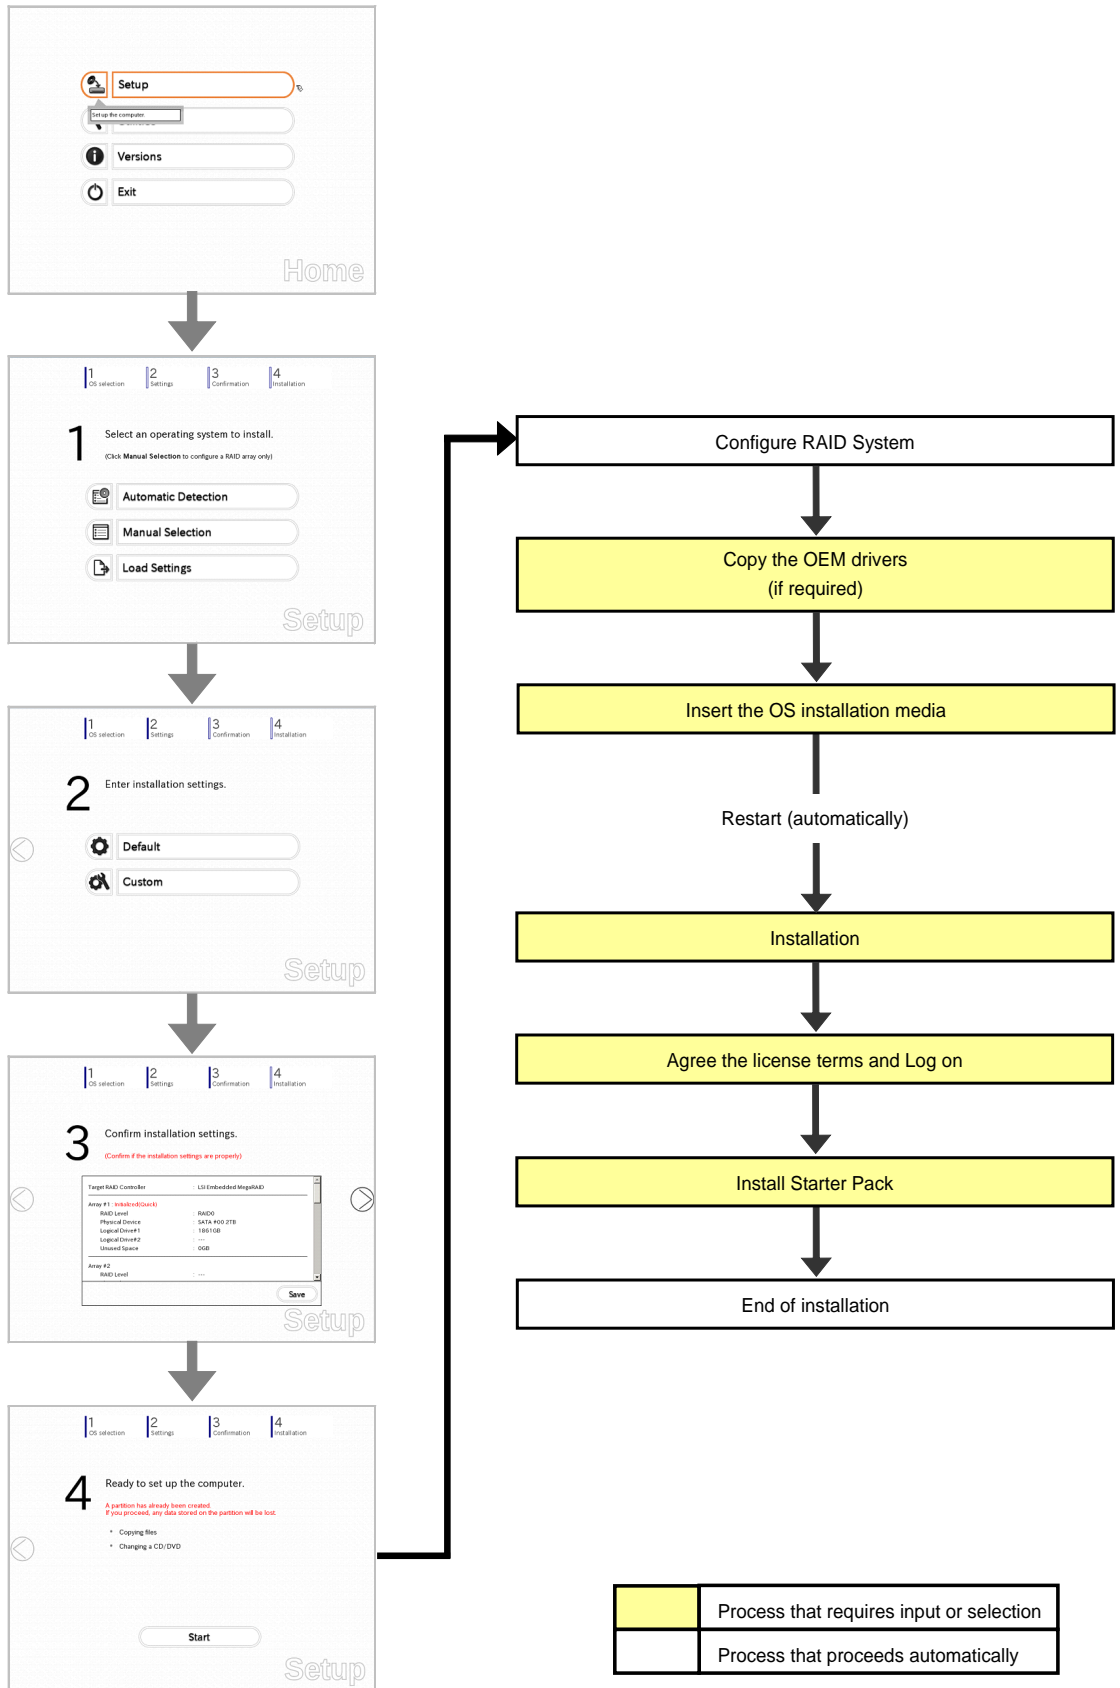 Setup
Set up the computer.
Versions
Exit
Home
1 2 3 4
OS selection Settings Confirmation Installation
1 Select an operating system to install.
(Click Manual Selection to configure a RAID array only)
Automatic Detection
Manual Selection
Load Settings
Setup
1 2 3 4
OS selection Settings Confirmation Installation
2 Enter installation settings.
Default
Custom
Setup
1 2 3 4
OS selection Settings Confirmation Installation
3 Confirm installation settings.
(Confirm if the installation settings are properly)
Target RAID Controller : LSI Embedded MegaRAID
Array #1 : Initialized(Quick)
RAID Level : RAID0
Physical Device : SATA #00 2TB
Logical Drive#1 : 1861GB
Logical Drive#2 : ---
Unused Space : 0GB
Array #2
RAID Level : ---
Save
Setup
1 2 3 4
OS selection Settings Confirmation Installation
4 Ready to set up the computer.
A partition has already been created.
If you proceed, any data stored on the partition will be lost.
* Copying files
* Changing a CD/DVD
Start
Setup
Configure RAID System
Copy the OEM drivers
(if required)
Insert the OS installation media
Restart (automatically)
Installation
Agree the license terms and Log on
Install Starter Pack
End of installation
Process that requires input or selection
Process that proceeds automatically